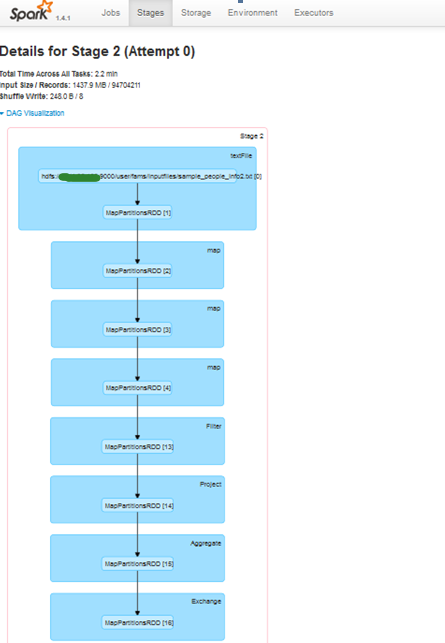 Spark 1.4.1 Jobs Stages Storage Environment Executors
Details for Stage 2 (Attempt 0)
Total Time Across All Tasks: 2.2 min
Input Size / Records: 1437.9 MB / 94704211
Shuffle Write: 248.0 B / 8
DAG Visualization
Stage 2
textFile
hdfs:/ 9000/user/fams/inputfiles/sample_people_info2.txt [0]
MapPartitionsRDD [1]
map
MapPartitionsRDD [2]
map
MapPartitionsRDD [3]
map
MapPartitionsRDD [4]
Filter
MapPartitionsRDD [13]
Project
MapPartitionsRDD [14]
Aggregate
MapPartitionsRDD [15]
Exchange
MapPartitionsRDD [16]